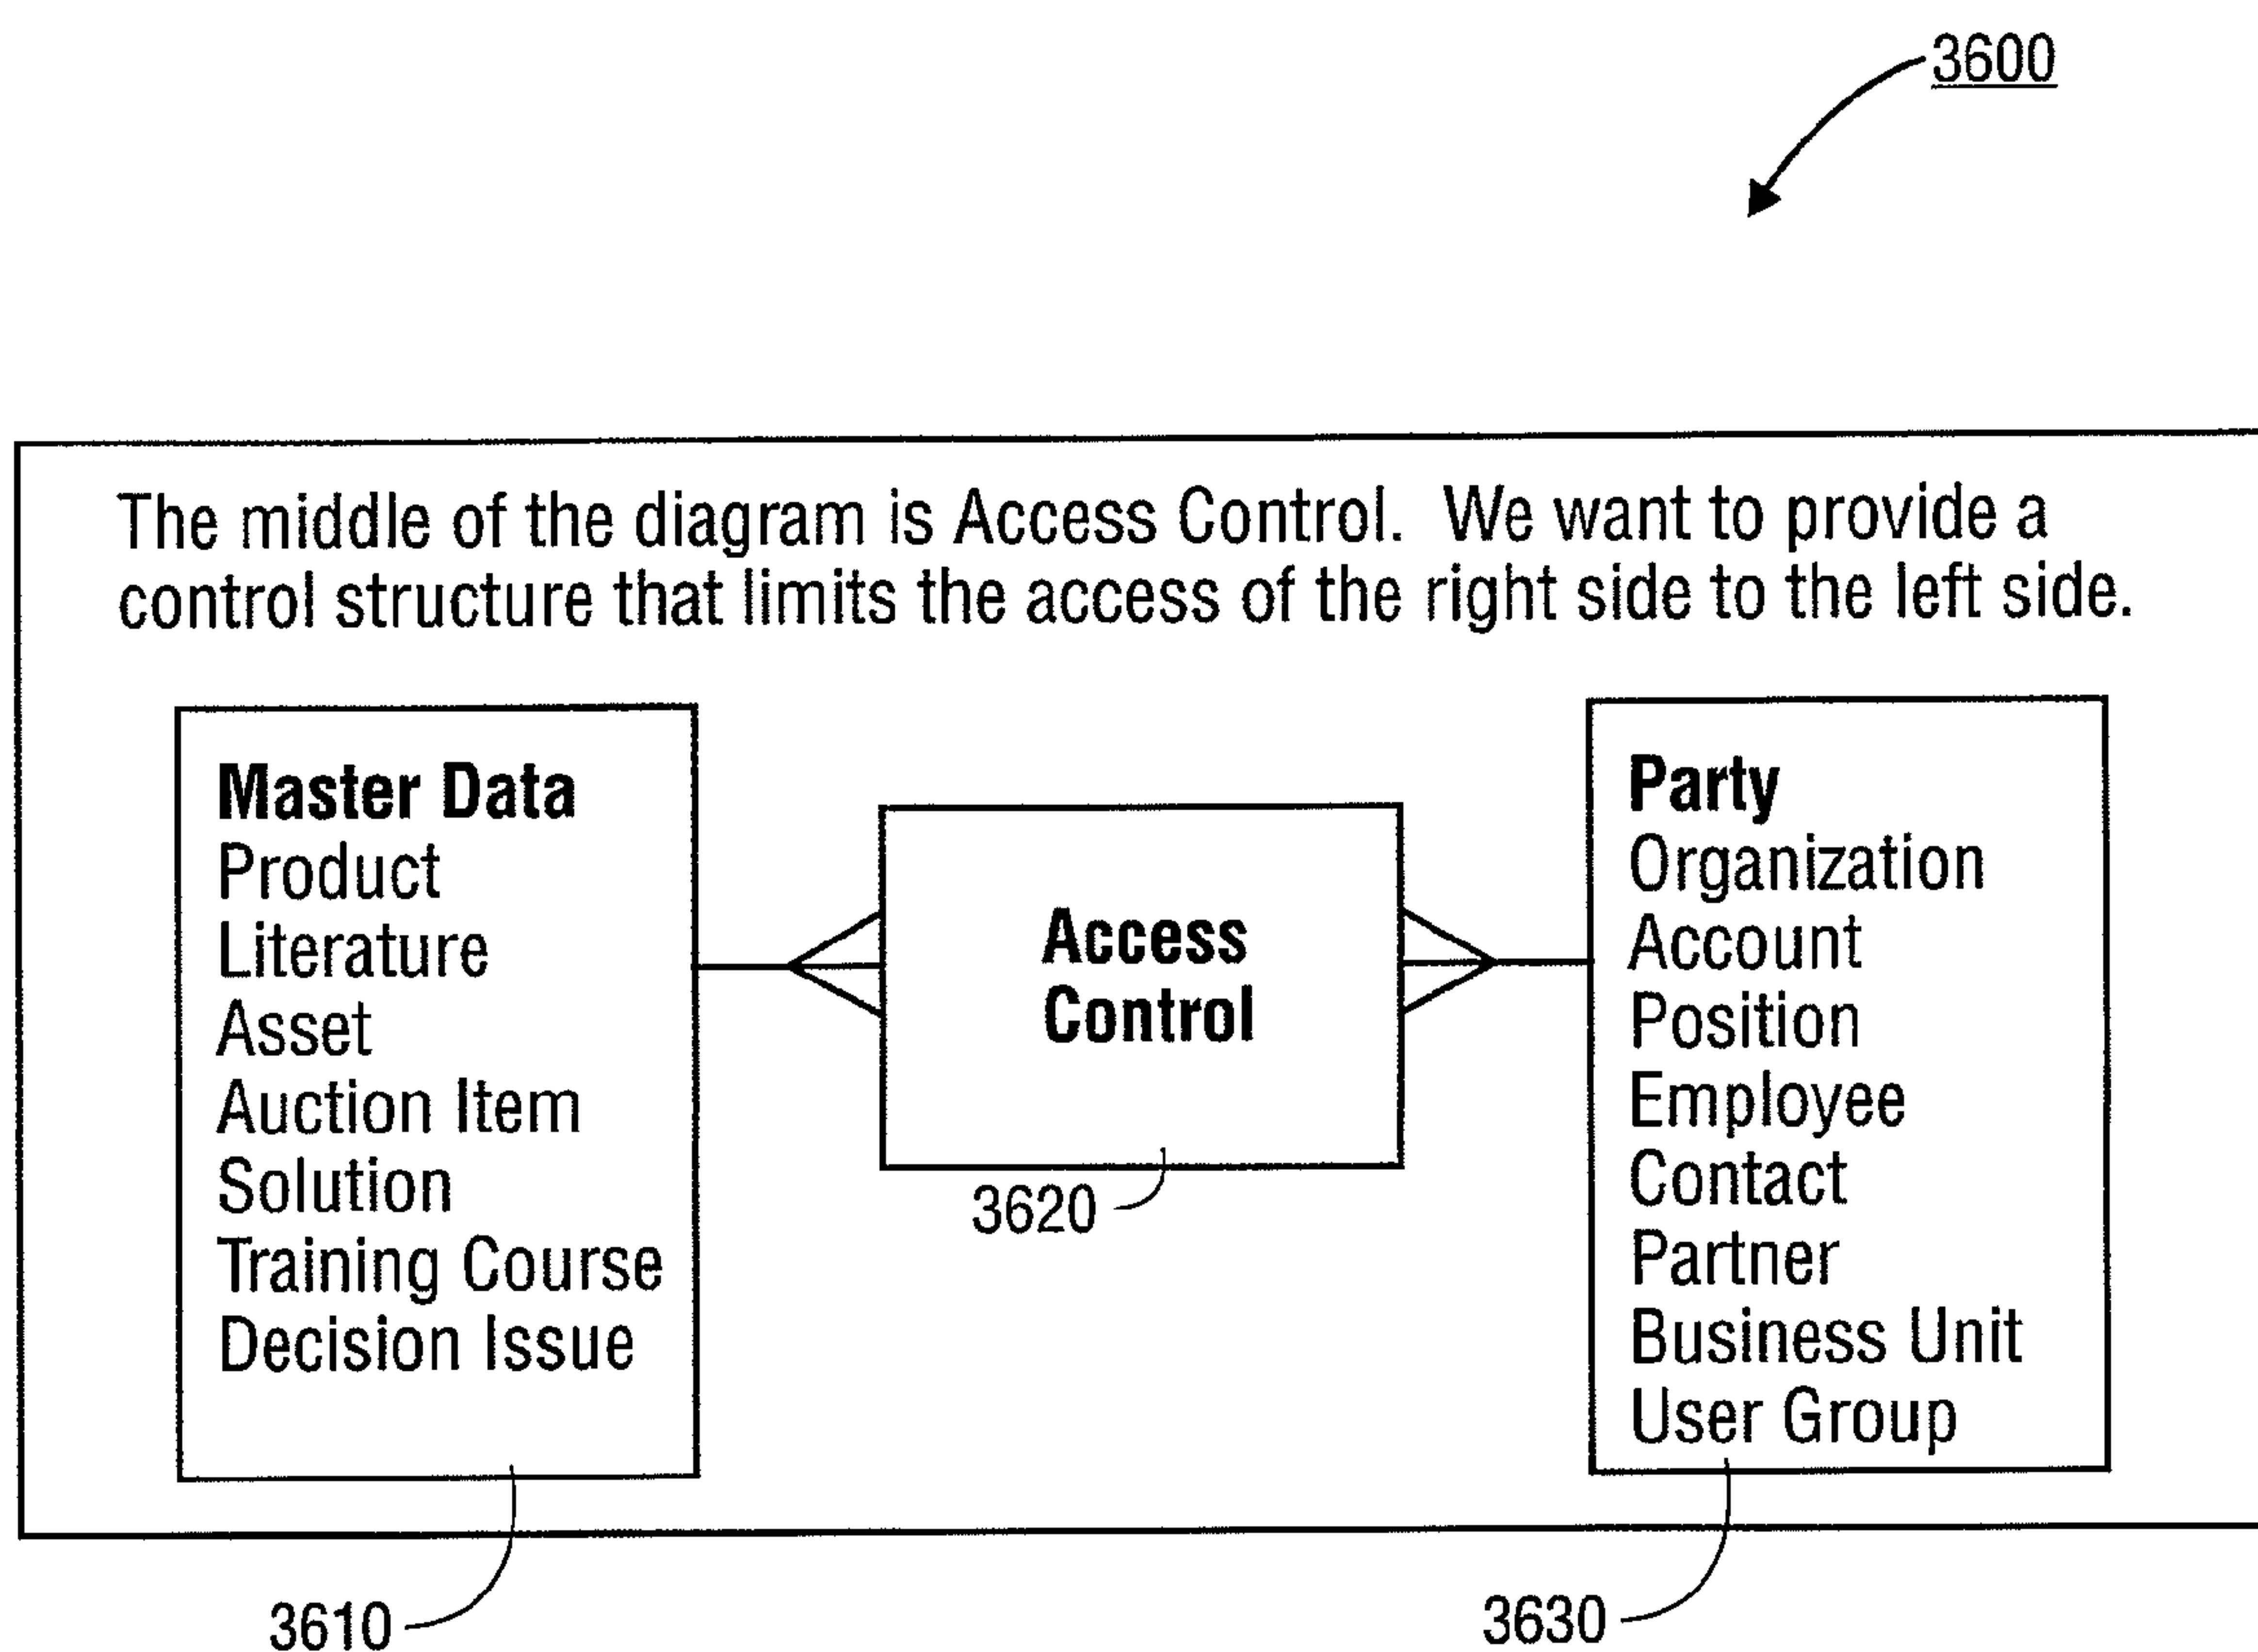 3600
The middle of the diagram is Access Control. We want to provide a
control structure that limits the access of the right side to the left side.
Master Data
Product
Literature
Asset
Auction Item
Solution
Training Course
Decision Issue
Access
Control
3620
Party
Organization
Account
Position
Employee
Contact
Partner
Business Unit
User Group
3610
3630